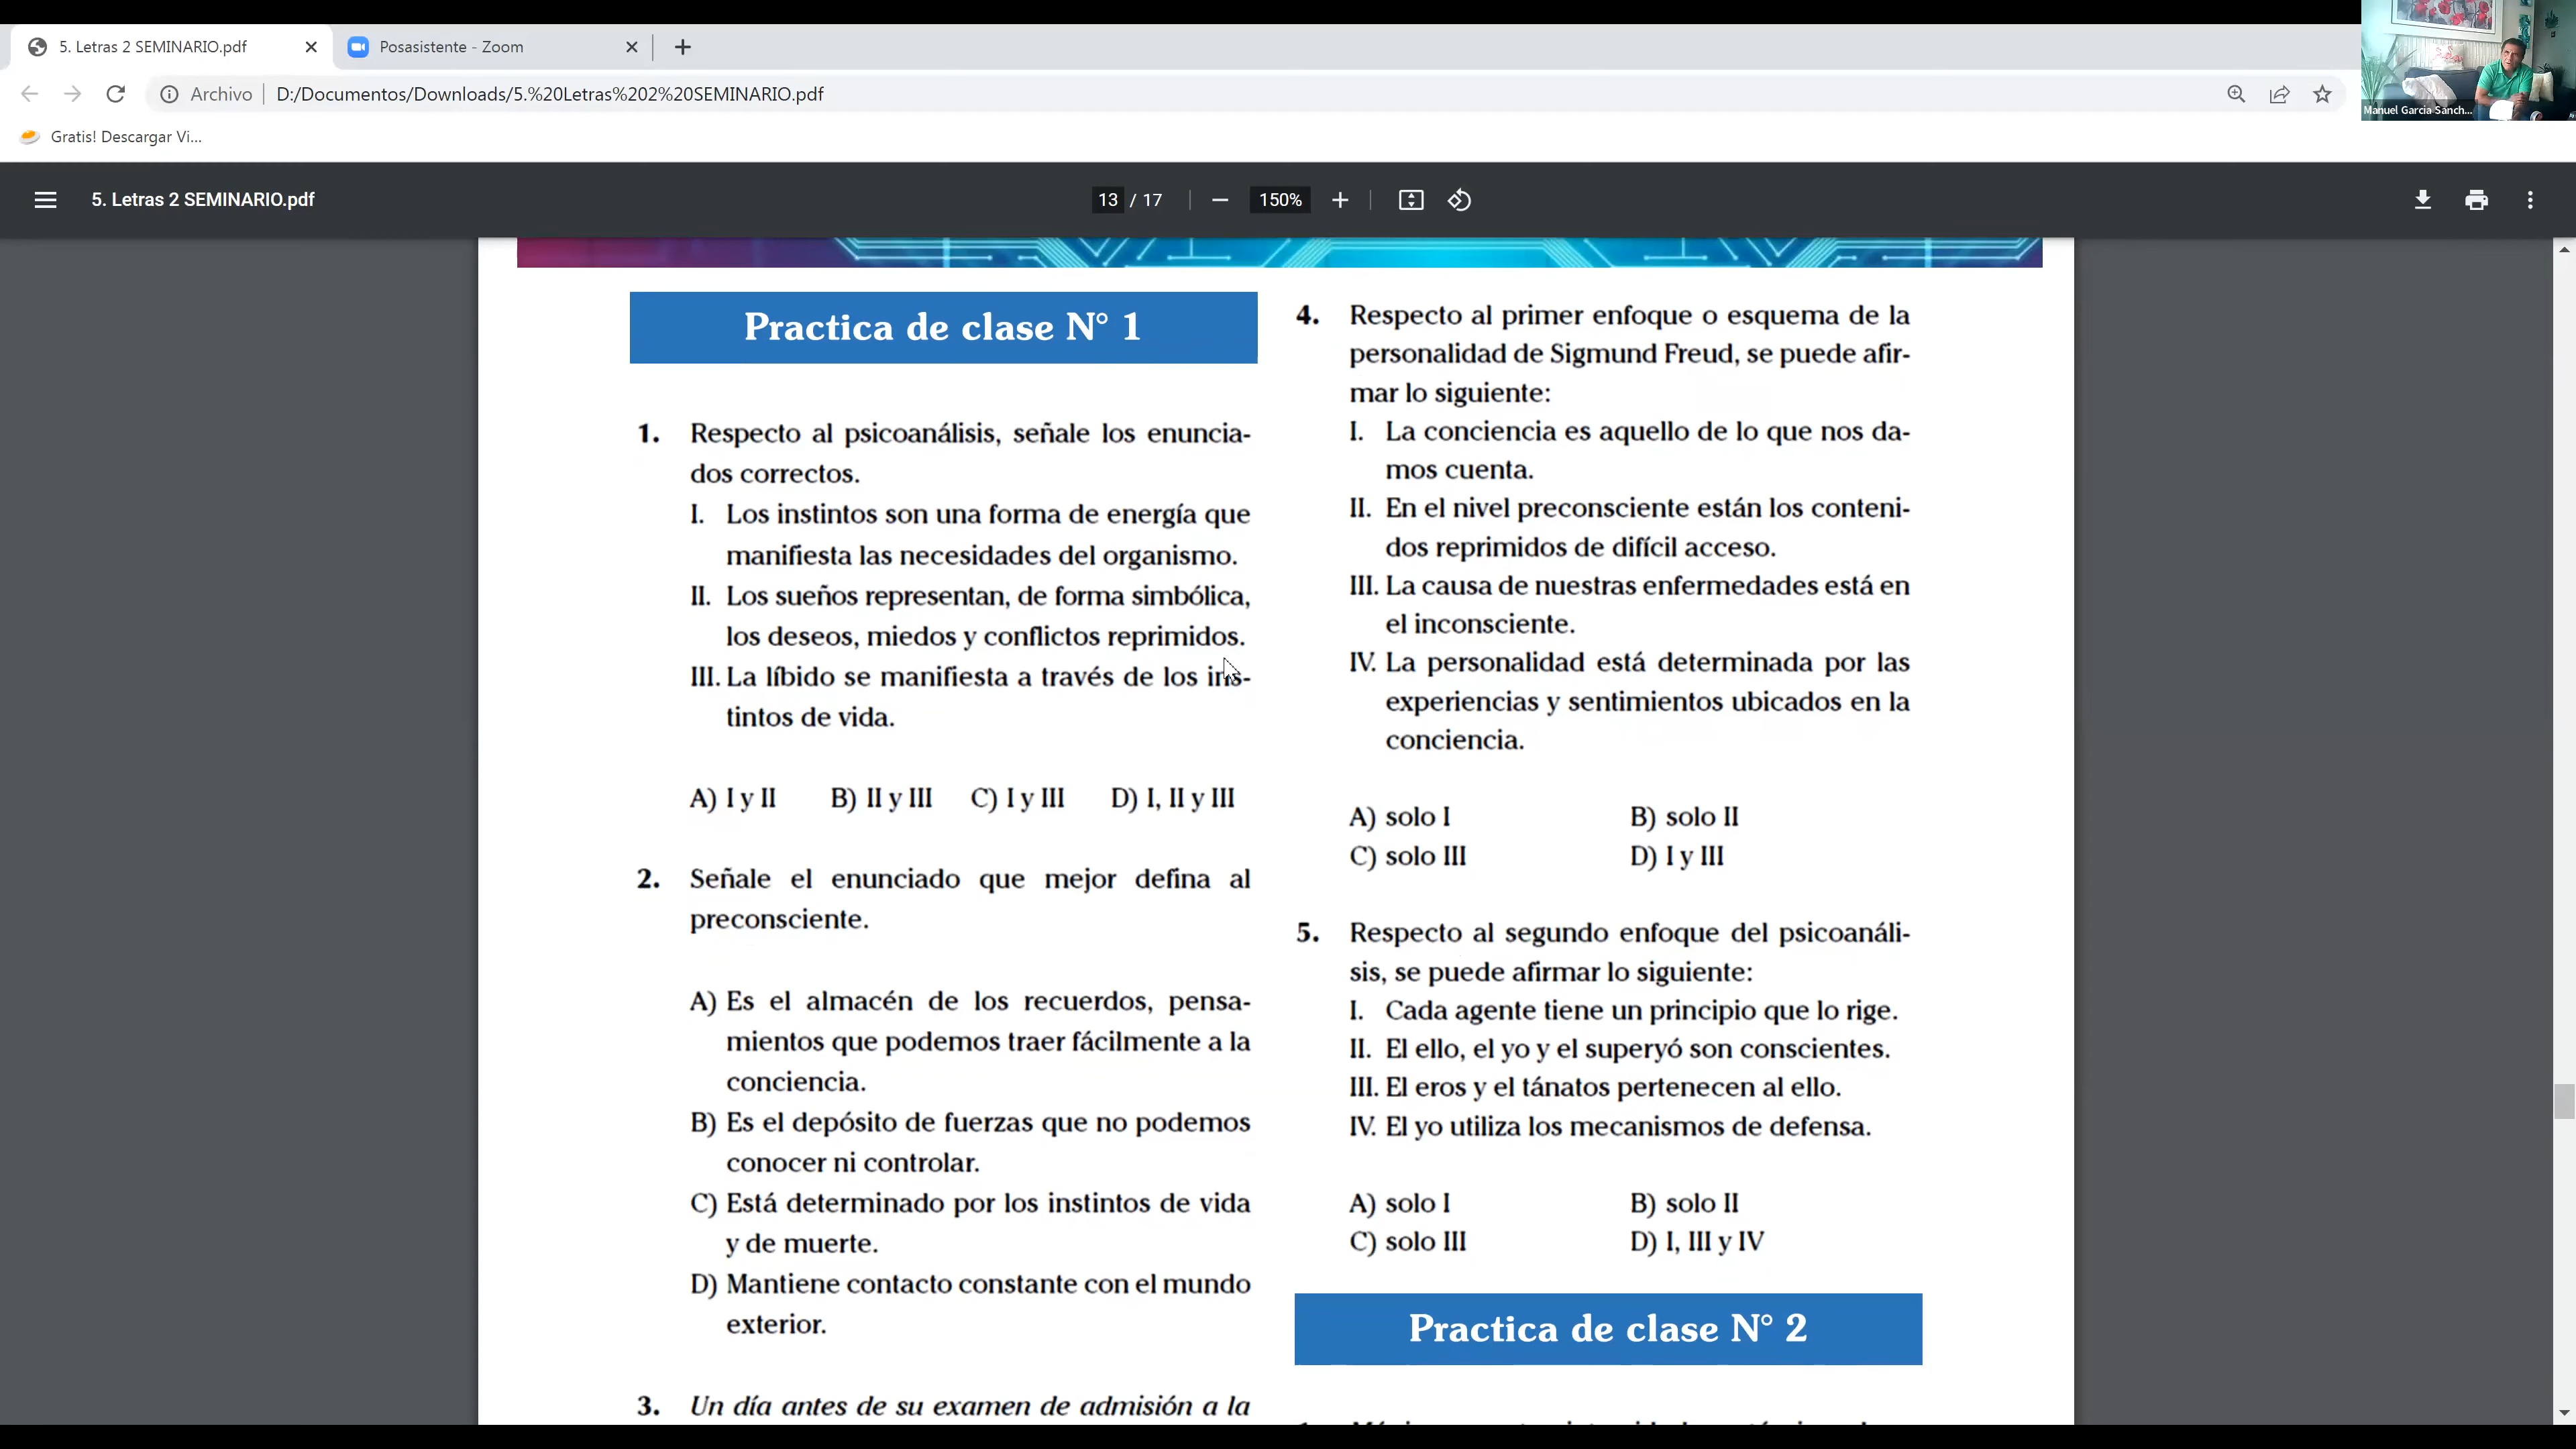 5. Letras 2 SEMINARIO.pdf
Posasistente - Zoom
Archivo
D:/Documentos/Downloads/5.%20Letras%202%20SEMINARIO.pdf
Manuel Garcia Sanch...
Gratis! Descargar Vi...
5. Letras 2 SEMINARIO.pdf
13 / 17
150%
Practica de clase N° 1
1. Respecto al psicoanálisis, señale los enuncia-
dos correctos.
I. Los instintos son una forma de energía que
manifiesta las necesidades del organismo.
II. Los sueños representan, de forma simbólica,
los deseos, miedos y conflictos reprimidos.
III. La líbido se manifiesta a través de los ins-
tintos de vida.
A) I y II B) II y III C) I y III D) I, II y III
2. Señale el enunciado que mejor defina al
preconsciente.
A) Es el almacén de los recuerdos, pensa-
mientos que podemos traer fácilmente a la
conciencia.
B) Es el depósito de fuerzas que no podemos
conocer ni controlar.
C) Está determinado por los instintos de vida
y de muerte.
D) Mantiene contacto constante con el mundo
exterior.
3. Un día antes de su examen de admisión a la
4. Respecto al primer enfoque o esquema de la
personalidad de Sigmund Freud, se puede afir-
mar lo siguiente:
I. La conciencia es aquello de lo que nos da-
mos cuenta.
II. En el nivel preconsciente están los conteni-
dos reprimidos de difícil acceso.
III. La causa de nuestras enfermedades está en
el inconsciente.
IV. La personalidad está determinada por las
experiencias y sentimientos ubicados en la
conciencia.
A) solo I B) solo II
C) solo III D) I y III
5. Respecto al segundo enfoque del psicoanáli-
sis, se puede afirmar lo siguiente:
I. Cada agente tiene un principio que lo rige.
II. El ello, el yo y el superyó son conscientes.
III. El eros y el tánatos pertenecen al ello.
IV. El yo utiliza los mecanismos de defensa.
A) solo I B) solo II
C) solo III D) I, III y IV
Practica de clase N° 2